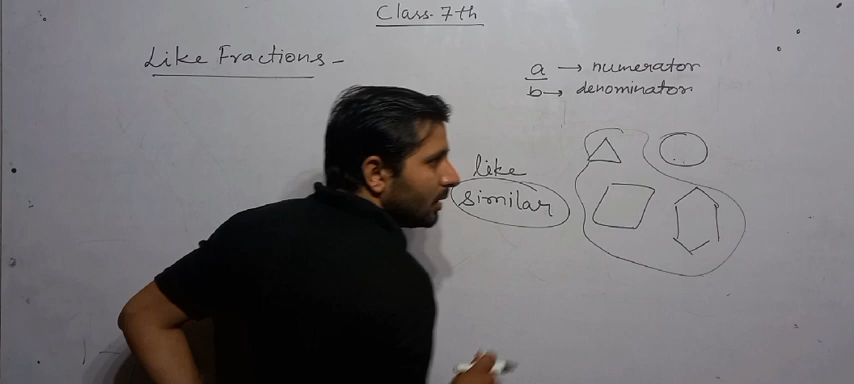 Class-7th
Like Fractions-
a → numerator
b → denominator
like
similar